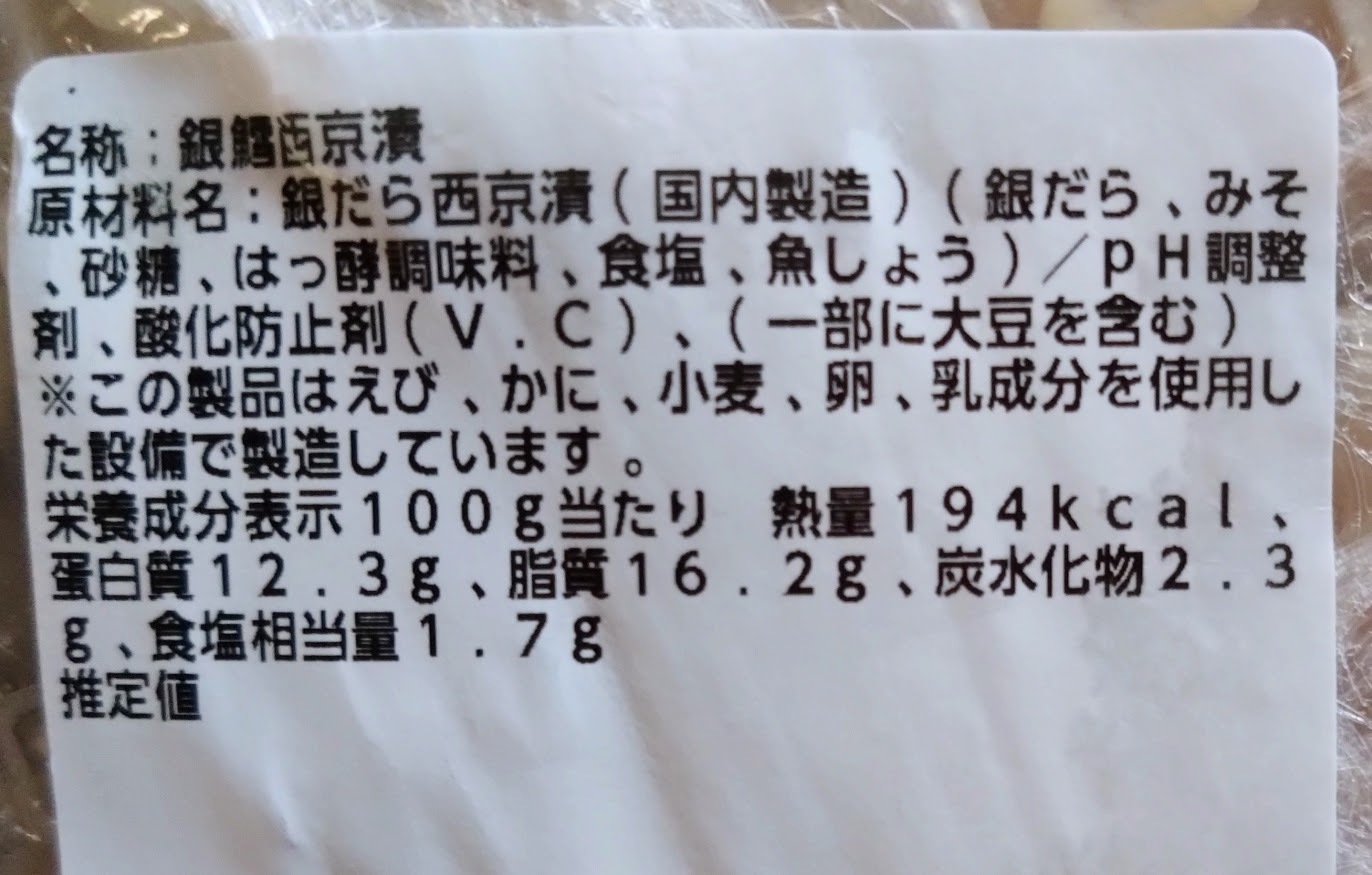 名称：銀鱈西京漬
原材料名：銀だら西京漬（国内製造）（銀だら、みそ
、砂糖、はっ酵調味料、食塩、魚しょう）／ｐＨ調整
剤、酸化防止剤（Ｖ．Ｃ）、（一部に大豆を含む）
※この製品はえび、かに、小麦、卵、乳成分を使用し
た設備で製造しています。
栄養成分表示１００ｇ当たり　熱量１９４ｋｃａｌ、
蛋白質１２．３ｇ、脂質１６．２ｇ、炭水化物２．３
ｇ、食塩相当量１．７ｇ
推定値